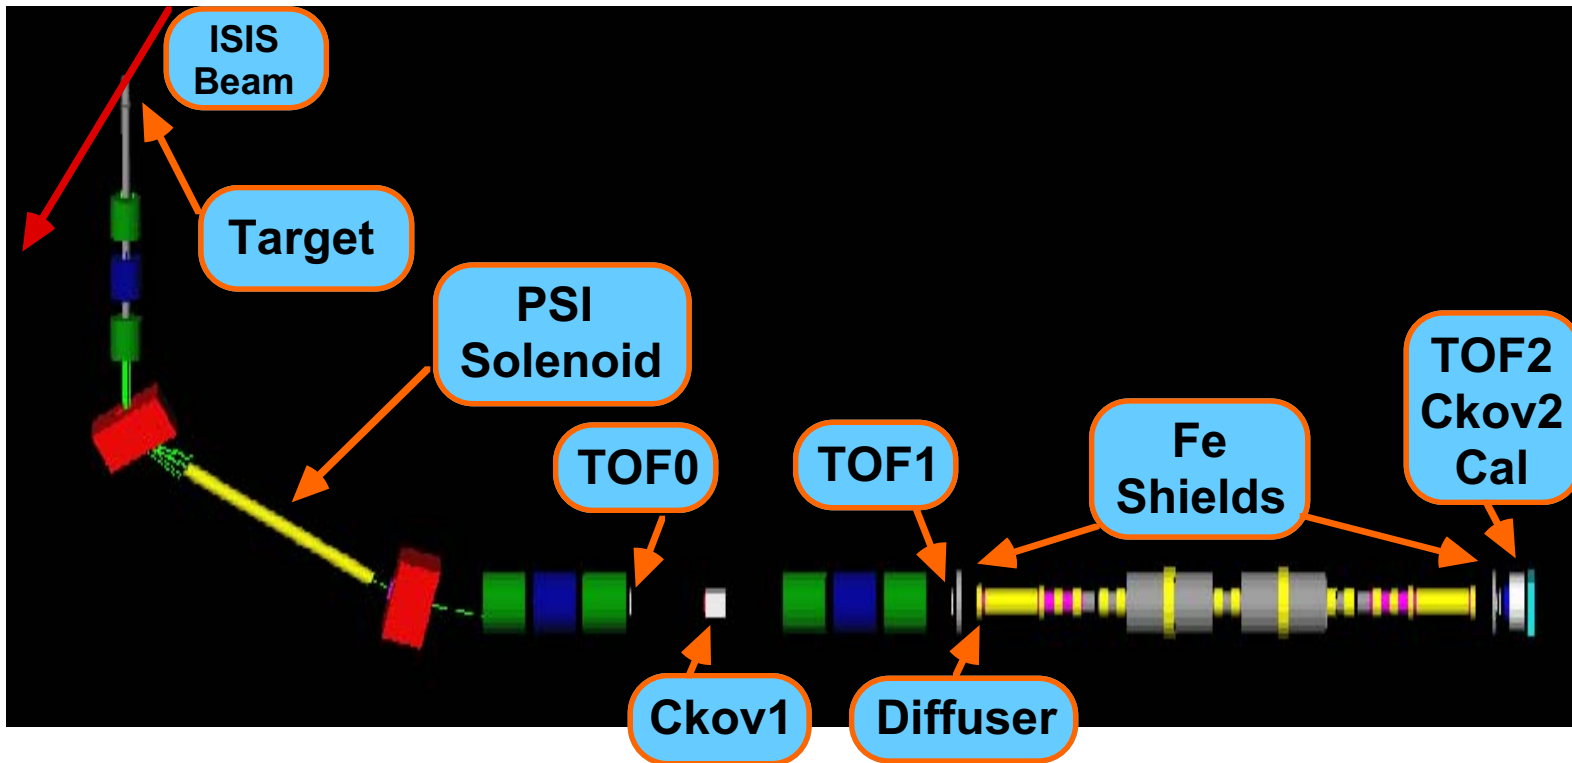 ISIS
Beam
Target
PSI
Solenoid
TOF0
TOF1
Fe
Shields
TOF2
Ckov2
Cal
Ckov1
Diffuser